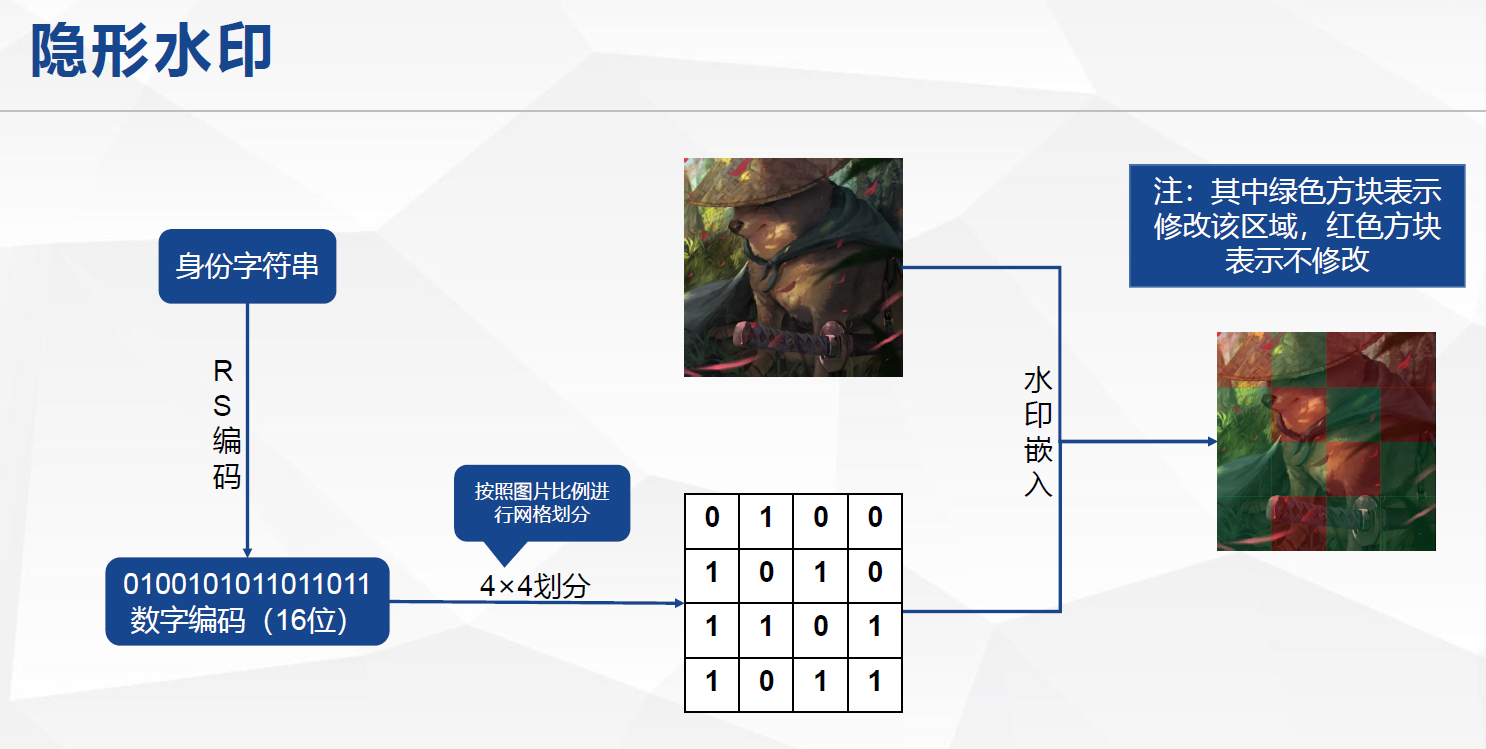 隐形水印
注：其中绿色方块表示
修改该区域，红色方块
表示不修改
身份字符串
RS编码
按照图片比例进
行网格划分
4×4划分
0100101011011011
数字编码（16位）
0 1 0 0
1 0 1 0
1 1 0 1
1 0 1 1
水印嵌入